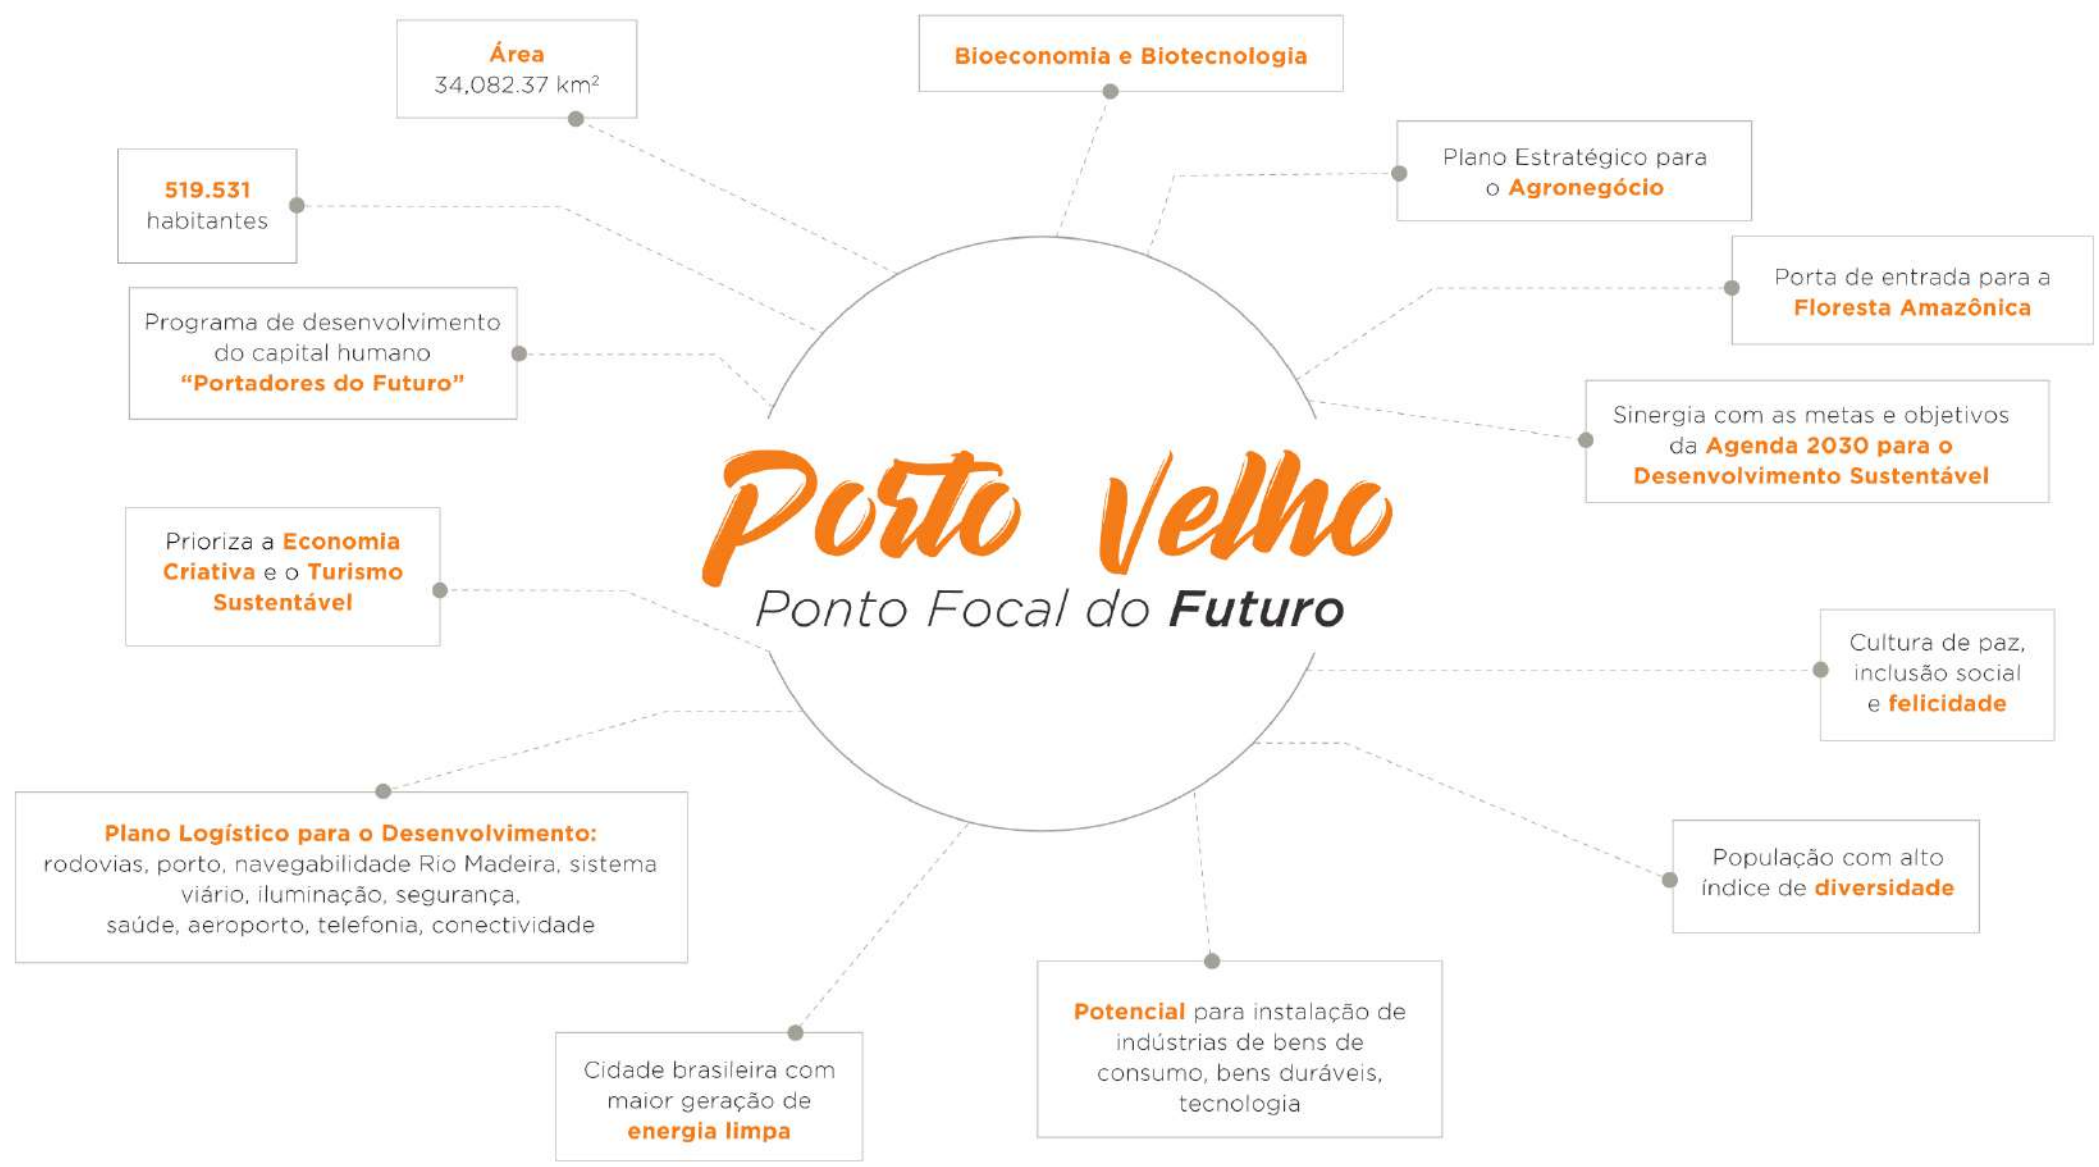 Área
34,082.37 km²
Bioeconomia e Biotecnologia
Plano Estratégico para
o Agronegócio
519.531
habitantes
Porta de entrada para a
Floresta Amazônica
Programa de desenvolvimento
do capital humano
“Portadores do Futuro”
Sinergia com as metas e objetivos
da Agenda 2030 para o
Desenvolvimento Sustentável
Porto Velho
Ponto Focal do Futuro
Prioriza a Economia
Criativa e o Turismo
Sustentável
Cultura de paz,
inclusão social
e felicidade
Plano Logístico para o Desenvolvimento:
rodovias, porto, navegabilidade Rio Madeira, sistema
viário, iluminação, segurança,
saúde, aeroporto, telefonia, conectividade
População com alto
índice de diversidade
Potencial para instalação de
indústrias de bens de
consumo, bens duráveis,
tecnologia
Cidade brasileira com
maior geração de
energia limpa